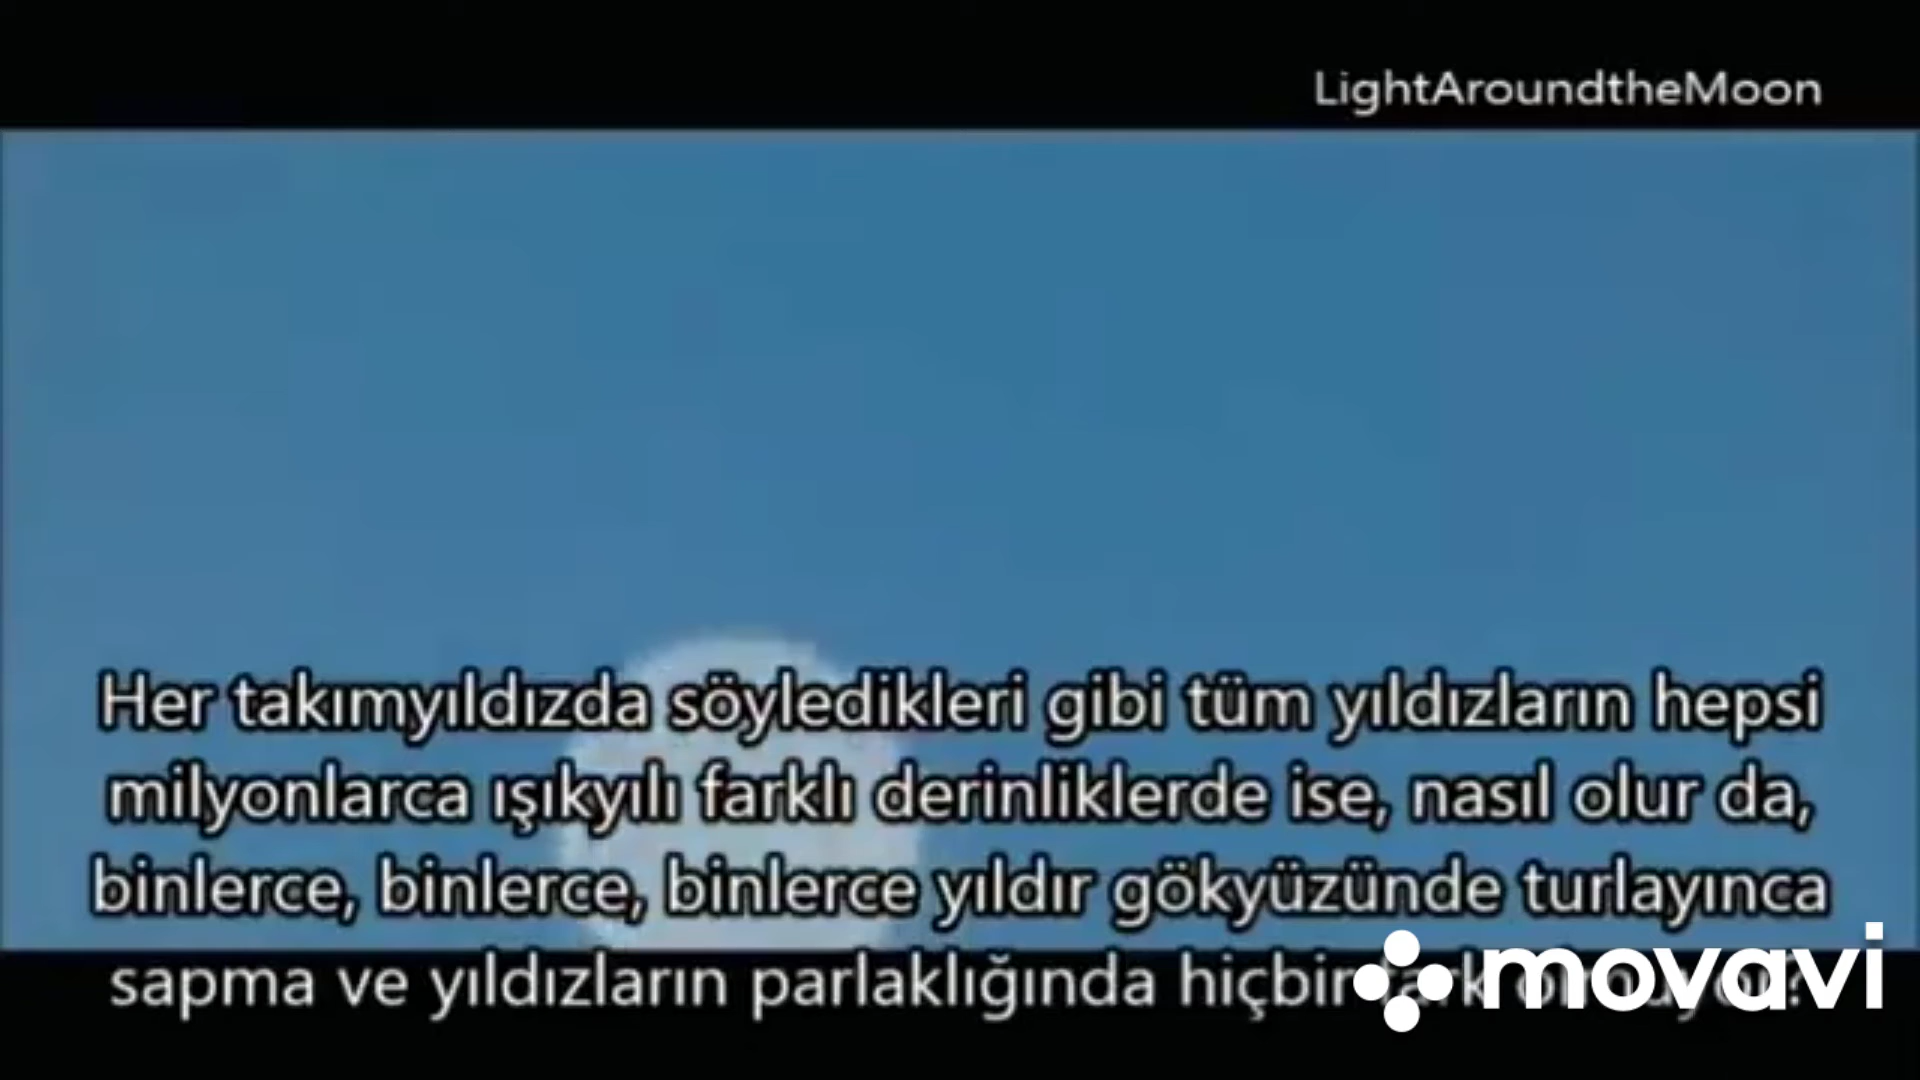 LightAroundtheMoon
Her takımyıldızda söyledikleri gibi tüm yıldızların hepsi
milyonlarca ışıkyılı farklı derinliklerde ise, nasıl olur da,
binlerce, binlerce, binlerce yıldır gökyüzünde turlayınca
sapma ve yıldızların parlaklığında hiçbir fark
movavi